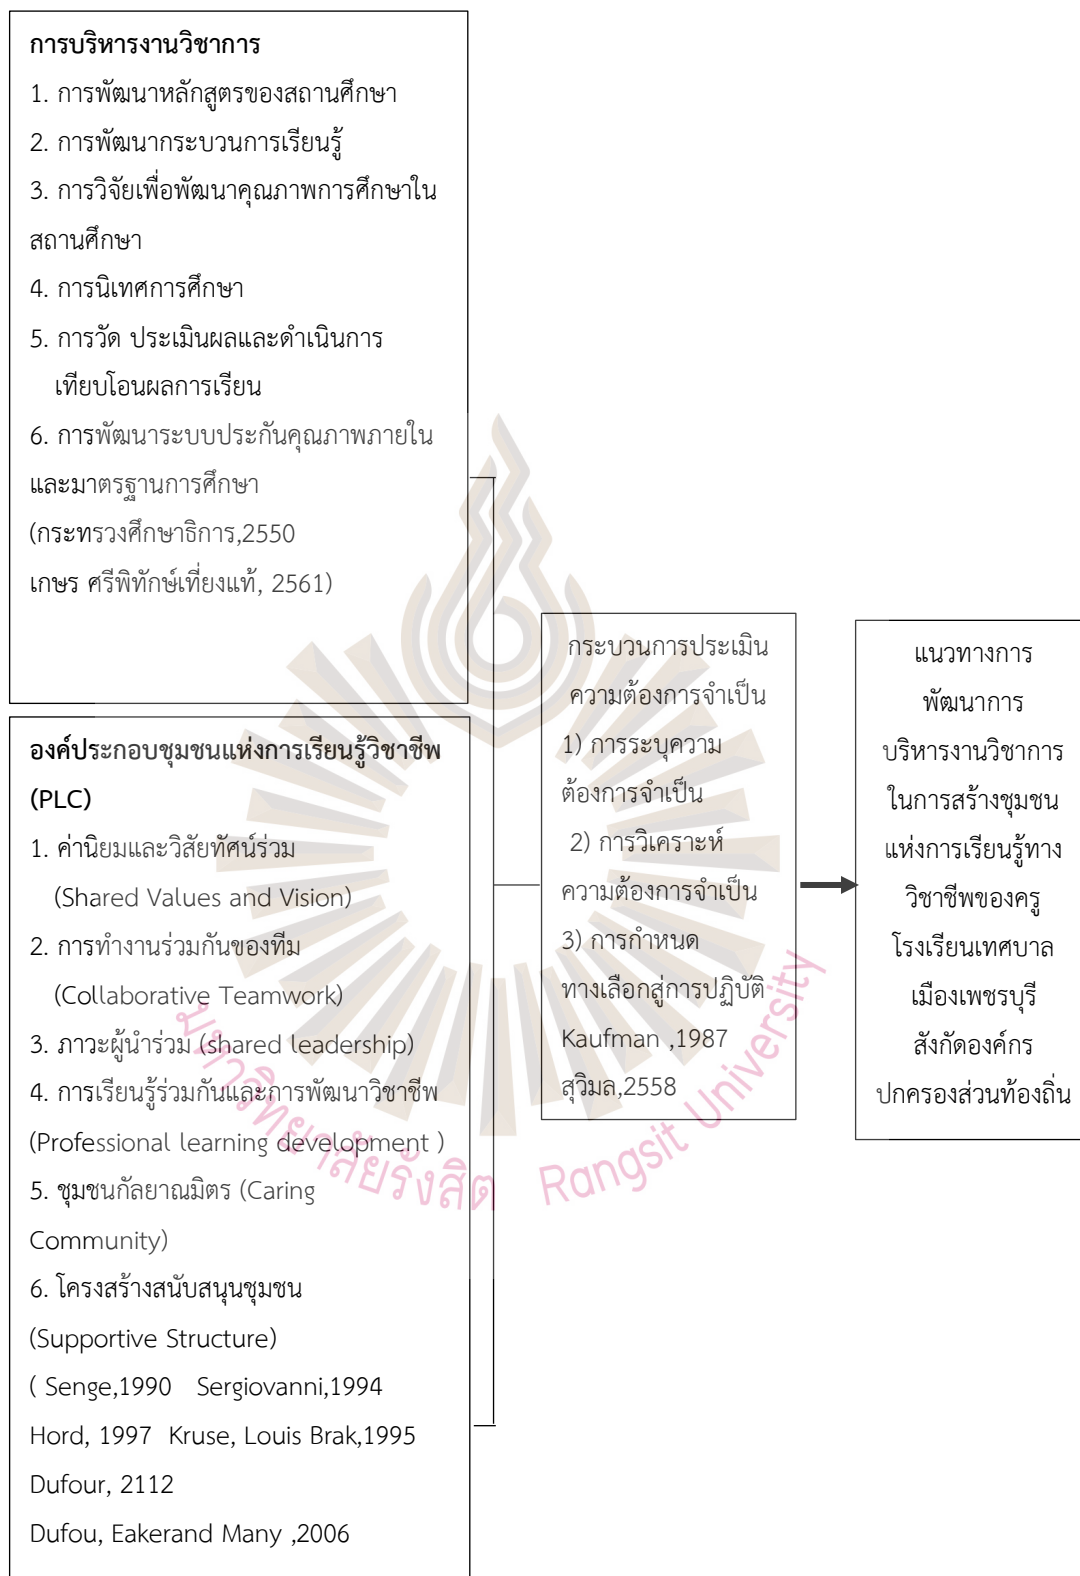 การบริหารงานวิชาการ
1. การพัฒนาหลักสูตรของสถานศึกษา
2. การพัฒนากระบวนการเรียนรู้
3. การวิจัยเพื่อพัฒนาคุณภาพการศึกษาใน
สถานศึกษา
4. การนิเทศการศึกษา
5. การวัด ประเมินผลและดำเนินการ
เทียบโอนผลการเรียน
6. การพัฒนาระบบประกันคุณภาพภายใน
และมาตรฐานการศึกษา
(กระทรวงศึกษาธิการ,2550
เกษร ศรีพิทักษ์เที่ยงแท้, 2561)
องค์ประกอบชุมชนแห่งการเรียนรู้วิชาชีพ
(PLC)
1. ค่านิยมและวิสัยทัศน์ร่วม
(Shared Values and Vision)
2. การทำงานร่วมกันของทีม
(Collaborative Teamwork)
3. ภาวะผู้นำร่วม (shared leadership)
4. การเรียนรู้ร่วมกันและการพัฒนาวิชาชีพ
(Professional learning development )
5. ชุมชนกัลยาณมิตร (Caring
Community)
6. โครงสร้างสนับสนุนชุมชน
(Supportive Structure)
( Senge,1990 Sergiovanni,1994
Hord, 1997 Kruse, Louis Brak,1995
Dufour, 2112
Dufou, Eakerand Many ,2006
กระบวนการประเมิน
ความต้องการจำเป็น
1) การระบุความ
ต้องการจำเป็น
2) การวิเคราะห์
ความต้องการจำเป็น
3) การกำหนด
ทางเลือกสู่การปฏิบัติ
Kaufman ,1987
สุวิมล,2558
แนวทางการ
พัฒนาการ
บริหารงานวิชาการ
ในการสร้างชุมชน
แห่งการเรียนรู้ทาง
วิชาชีพของครู
โรงเรียนเทศบาล
เมืองเพชรบุรี
สังกัดองค์กร
ปกครองส่วนท้องถิ่น
มหาวิทยาลัยรังสิต Rangsit University